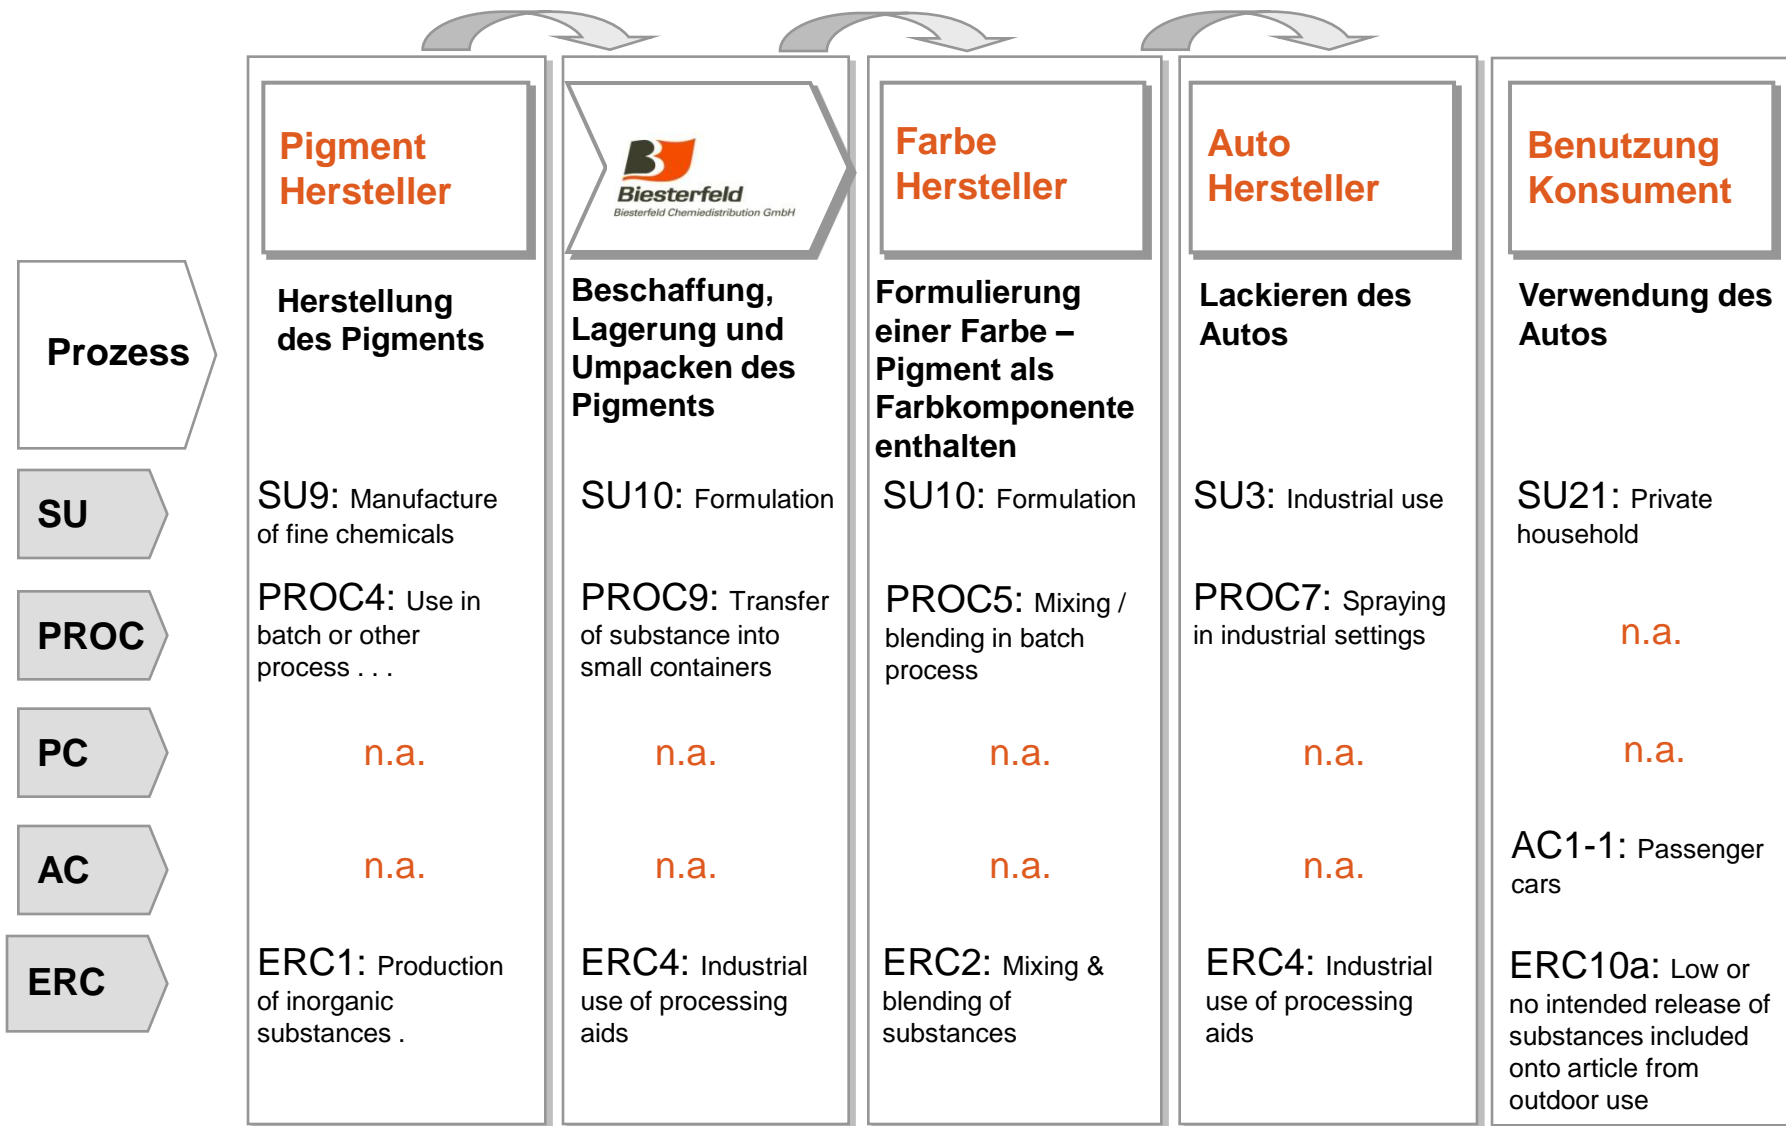 Pigment
Hersteller
Biesterfeld
Biesterfeld Chemiedistribution GmbH
Farbe
Hersteller
Auto
Hersteller
Benutzung
Konsument
Prozess
Herstellung
des Pigments
Beschaffung,
Lagerung und
Umpacken des
Pigments
Formulierung
einer Farbe –
Pigment als
Farbkomponente
enthalten
Lackieren des
Autos
Verwendung des
Autos
SU
SU9: Manufacture
of fine chemicals
SU10: Formulation
SU10: Formulation
SU3: Industrial use
SU21: Private
household
PROC
PROC4: Use in
batch or other
process . . .
PROC9: Transfer
of substance into
small containers
PROC5: Mixing /
blending in batch
process
PROC7: Spraying
in industrial settings
n.a.
PC
n.a.
n.a.
n.a.
n.a.
n.a.
AC
n.a.
n.a.
n.a.
n.a.
AC1-1: Passenger
cars
ERC
ERC1: Production
of inorganic
substances .
ERC4: Industrial
use of processing
aids
ERC2: Mixing &
blending of
substances
ERC4: Industrial
use of processing
aids
ERC10a: Low or
no intended release of
substances included
onto article from
outdoor use